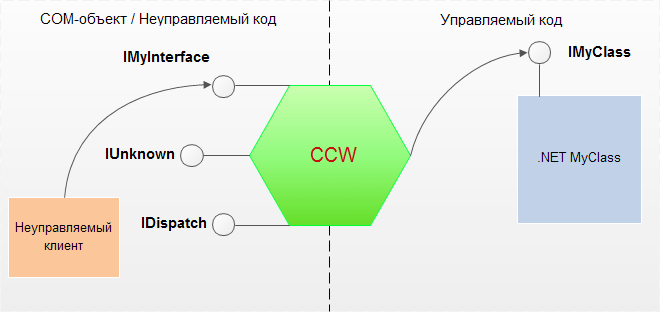 COM-объект / Неуправляемый код
Управляемый код
IMyInterface
IMyClass
IUnknown
CCW
.NET MyClass
IDispatch
Неуправляемый
клиент